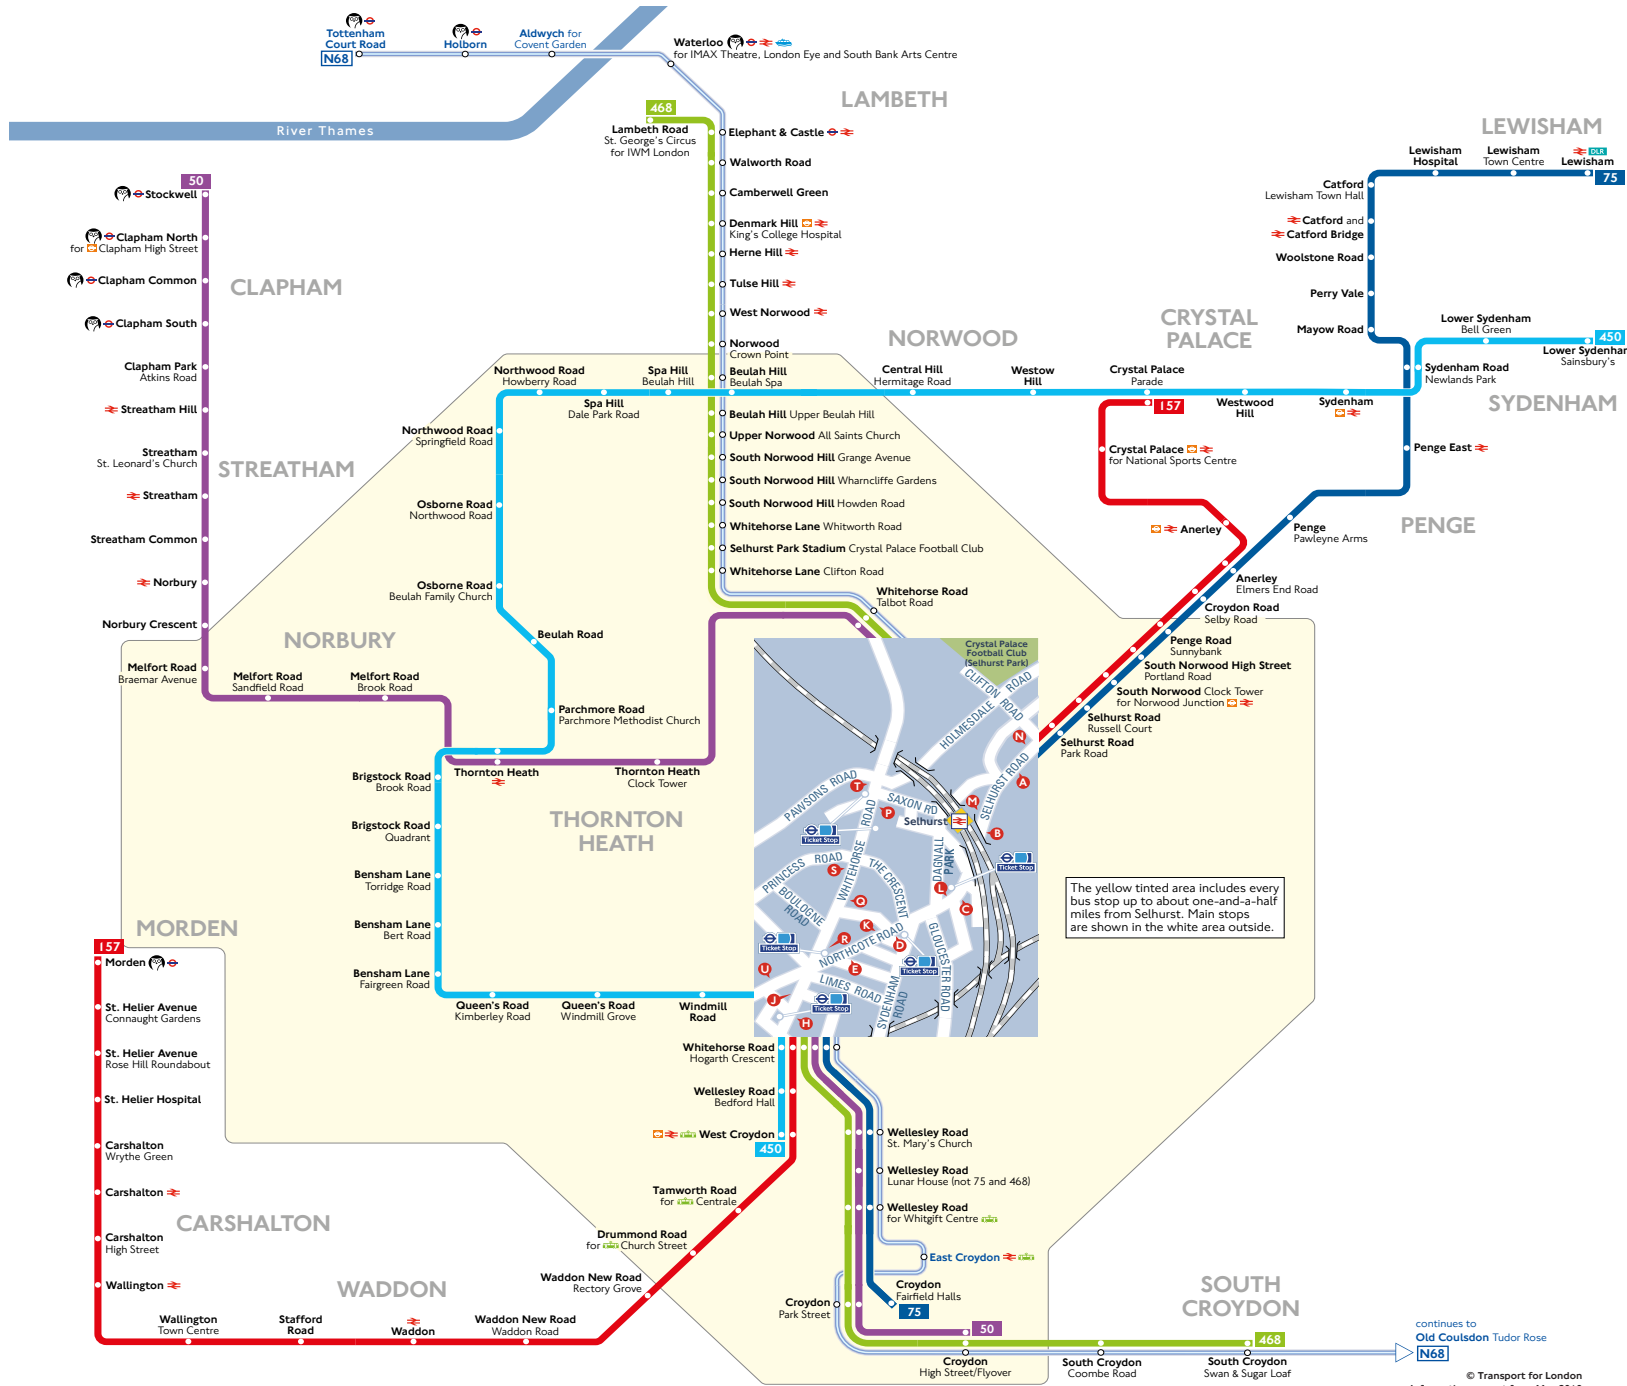 Tottenham
Court Road
N68
Holborn
Aldwych for
Covent Garden
Waterloo
for IMAX Theatre, London Eye and South Bank Arts Centre
River Thames
LAMBETH
468
Lambeth Road
St. George's Circus
for IWM London
Elephant & Castle
Walworth Road
Camberwell Green
Denmark Hill
King's College Hospital
Herne Hill
Tulse Hill
West Norwood
Norwood
Crown Point
Beulah Hill
Beulah Spa
Beulah Hill Upper Beulah Hill
Upper Norwood All Saints Church
South Norwood Hill Grange Avenue
South Norwood Hill Wharncliffe Gardens
South Norwood Hill Howden Road
Whitehorse Lane Whitworth Road
Selhurst Park Stadium Crystal Palace Football Club
Whitehorse Lane Clifton Road
Whitehorse Road
Talbot Road
LEWISHAM
Lewisham
Hospital
Lewisham
Town Centre
DLR
Lewisham
75
Catford
Lewisham Town Hall
Catford and
Catford Bridge
Woolstone Road
Perry Vale
Mayow Road
Lower Sydenham
Bell Green
450
Lower Sydenhar
Sainsbury's
Sydenham Road
Newlands Park
SYDENHAM
Penge East
PENGE
Penge
Pawleyne Arms
Anerley
Elmers End Road
Croydon Road
Selby Road
Penge Road
Sunnybank
South Norwood High Street
Portland Road
South Norwood Clock Tower
for Norwood Junction
Selhurst Road
Russell Court
Selhurst Road
Park Road
CRYSTAL
PALACE
NORWOOD
Central Hill
Hermitage Road
Westow
Hill
Crystal Palace
Parade
157
Westwood
Hill
Sydenham
Crystal Palace
for National Sports Centre
Anerley
50
Stockwell
Clapham North
for Clapham High Street
Clapham Common
CLAPHAM
Clapham South
Clapham Park
Atkins Road
Streatham Hill
Streatham
St. Leonard's Church
STREATHAM
Streatham
Streatham Common
Norbury
Norbury Crescent
NORBURY
Melfort Road
Braemar Avenue
Melfort Road
Sandfield Road
Melfort Road
Brook Road
Thornton Heath
Thornton Heath
Clock Tower
THORNTON
HEATH
Northwood Road
Howberry Road
Spa Hill
Dale Park Road
Spa Hill
Beulah Hill
Northwood Road
Springfield Road
Osborne Road
Northwood Road
Osborne Road
Beulah Family Church
Beulah Road
Parchmore Road
Parchmore Methodist Church
Brigstock Road
Brook Road
Brigstock Road
Quadrant
Bensham Lane
Torridge Road
Bensham Lane
Bert Road
Bensham Lane
Fairgreen Road
Queen's Road
Kimberley Road
Queen's Road
Windmill Grove
Windmill
Road
Crystal Palace
Football Club
(Selhurst Park)
CLIFTON ROAD
HOLMESDALE ROAD
SELHURST ROAD
PAWSONS ROAD
SAXON RD
Selhurst
WHITEHORSE ROAD
DAGNALL
PARK
PRINCESS ROAD
THE CRESCENT
BOULOGNE
ROAD
NORTHCOTE ROAD
GLOUCESTER ROAD
LIMES ROAD
SYDENHAM
ROAD
Ticket Stop
Ticket Stop
Ticket Stop
Ticket Stop
Ticket Stop
N
A
T
M
P
B
S
L
Q
C
K
R
D
U
E
J
H
The yellow tinted area includes every
bus stop up to about one-and-a-half
miles from Selhurst. Main stops
are shown in the white area outside.
MORDEN
157
Morden
St. Helier Avenue
Connaught Gardens
St. Helier Avenue
Rose Hill Roundabout
St. Helier Hospital
Carshalton
Wrythe Green
Carshalton
CARSHALTON
Carshalton
High Street
Wallington
Wallington
Town Centre
Stafford
Road
WADDON
Waddon
Waddon New Road
Waddon Road
Waddon New Road
Rectory Grove
Drummond Road
for Church Street
Tamworth Road
for Centrale
Whitehorse Road
Hogarth Crescent
Wellesley Road
Bedford Hall
West Croydon
450
Wellesley Road
St. Mary's Church
Wellesley Road
Lunar House (not 75 and 468)
Wellesley Road
for Whitgift Centre
East Croydon
Croydon
Fairfield Halls
75
Croydon
Park Street
50
Croydon
High Street/Flyover
South Croydon
Coombe Road
SOUTH
CROYDON
468
South Croydon
Swan & Sugar Loaf
continues to
Old Coulsdon Tudor Rose
N68
© Transport for London